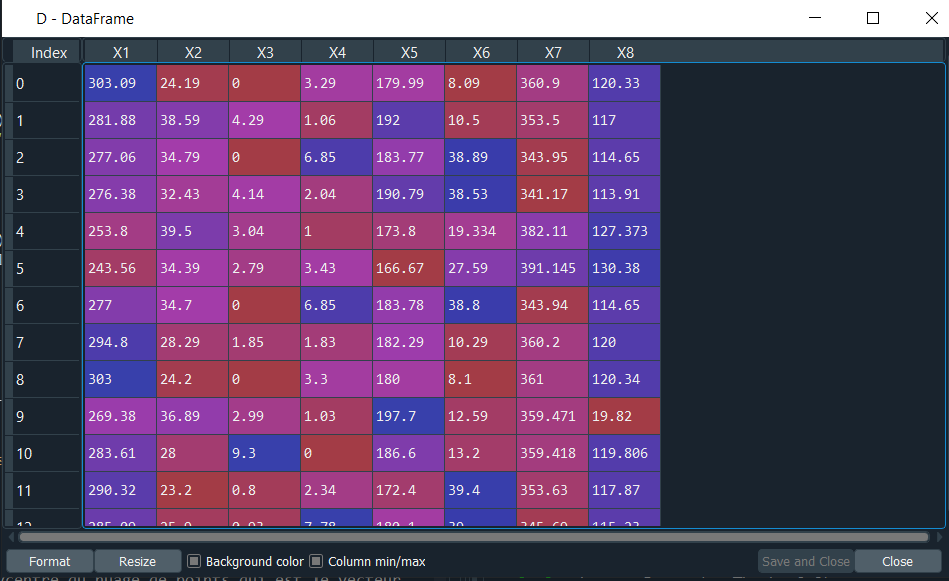 D - DataFrame
Index X1 X2 X3 X4 X5 X6 X7 X8
0 303.09 24.19 0 3.29 179.99 8.09 360.9 120.33
1 281.88 38.59 4.29 1.06 192 10.5 353.5 117
2 277.06 34.79 0 6.85 183.77 38.89 343.95 114.65
3 276.38 32.43 4.14 2.04 190.79 38.53 341.17 113.91
4 253.8 39.5 3.04 1 173.8 19.334 382.11 127.373
5 243.56 34.39 2.79 3.43 166.67 27.59 391.145 130.38
6 277 34.7 0 6.85 183.78 38.8 343.94 114.65
7 294.8 28.29 1.85 1.83 182.29 10.29 360.2 120
8 303 24.2 0 3.3 180 8.1 361 120.34
9 269.38 36.89 2.99 1.03 197.7 12.59 359.471 19.82
10 283.61 28 9.3 0 186.6 13.2 359.418 119.806
11 290.32 23.2 0.8 2.34 172.4 39.4 353.63 117.87
Format Resize Background color Column min/max Save and Close Close